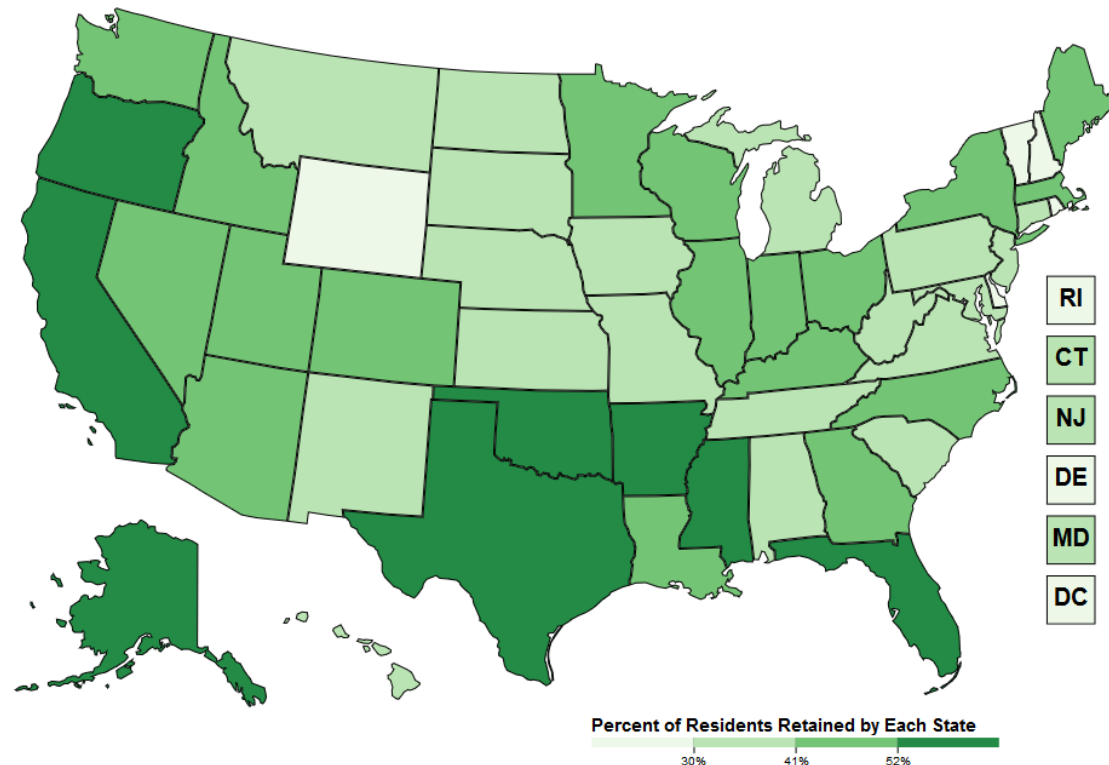 RI
CT
NJ
DE
MD
DC
Percent of Residents Retained by Each State
30% 41% 52%